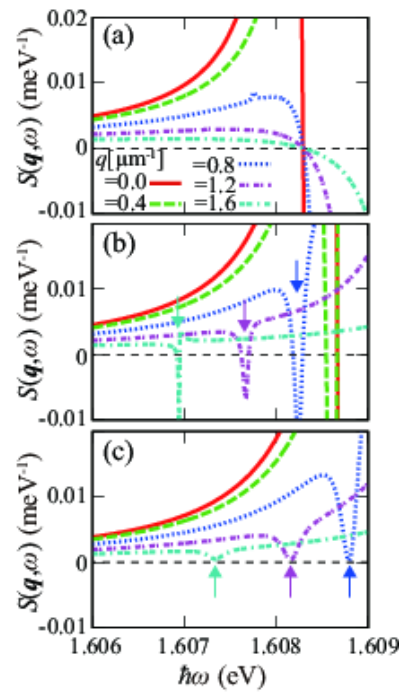 (a)
0.02
0.01
0
-0.01
S(q,ω) (meV⁻¹)
q[μm⁻¹]
=0.0
=0.4
=0.8
=1.2
=1.6
(b)
0.01
0
-0.01
S(q,ω) (meV⁻¹)
(c)
0.01
0
-0.01
S(q,ω) (meV⁻¹)
1.606 1.607 1.608 1.609
ħω (eV)